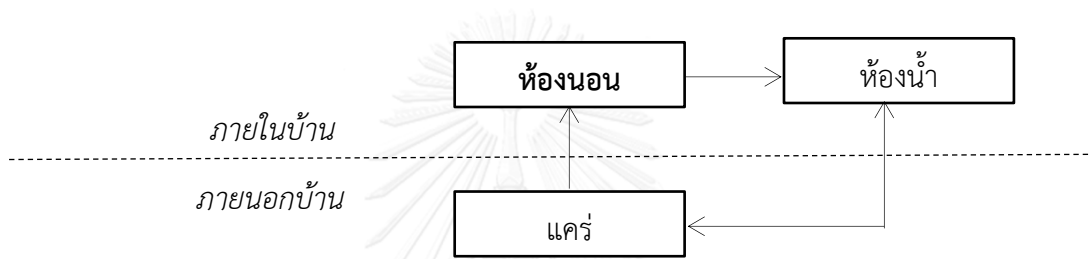 ห้องนอน
ห้องน้ำ
ภายในบ้าน
ภายนอกบ้าน
แคร่